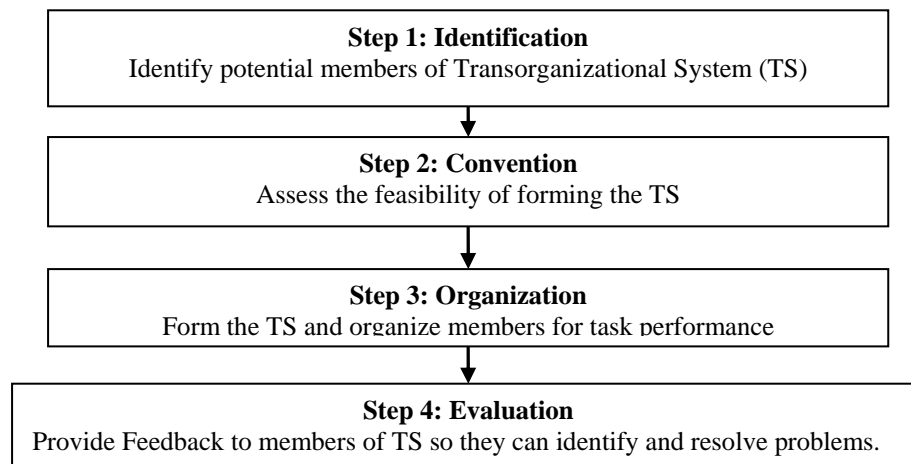 Step 1: Identification
Identify potential members of Transorganizational System (TS)
Step 2: Convention
Assess the feasibility of forming the TS
Step 3: Organization
Form the TS and organize members for task performance
Step 4: Evaluation
Provide Feedback to members of TS so they can identify and resolve problems.